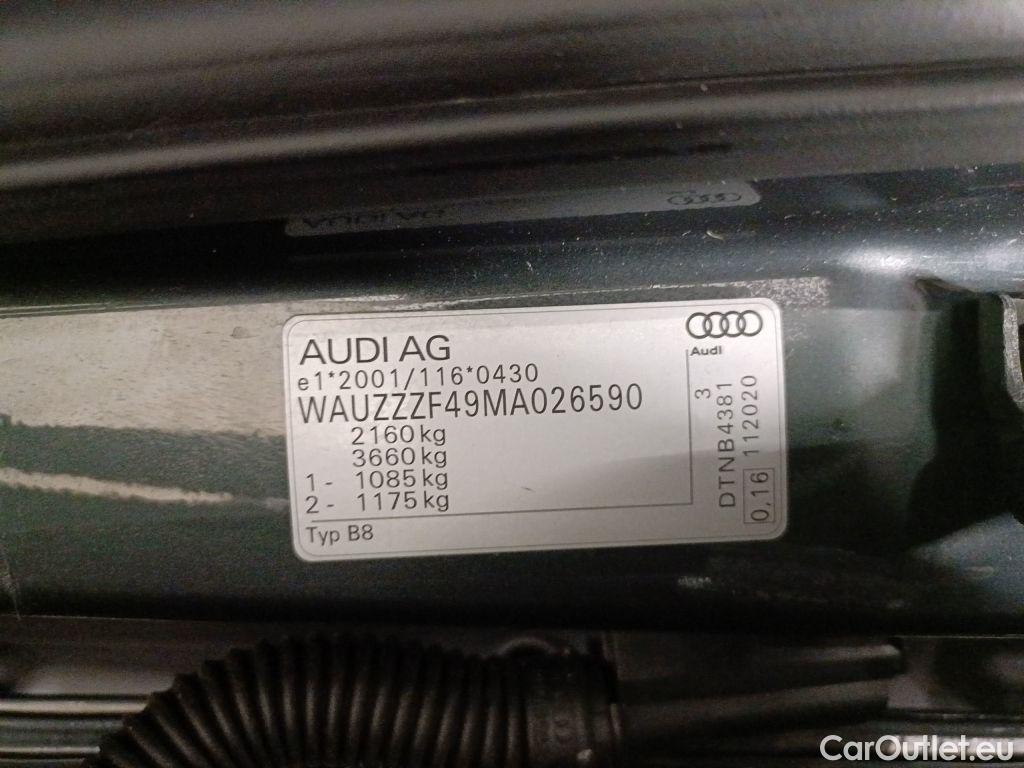 AUDI AG
e1*2001/116*0430
WAUZZZF49MA026590
2160 kg
3660 kg
1 - 1085 kg
2 - 1175 kg
Typ B8
Audi
3
DTNB4381
0,16 112020
CarOutlet.eu